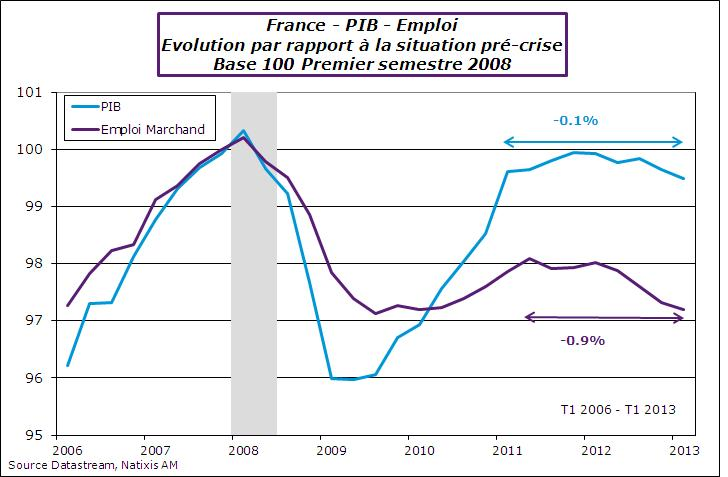 France - PIB - Emploi
Evolution par rapport à la situation pré-crise
Base 100 Premier semestre 2008
101
100
99
98
97
96
95
PIB
Emploi Marchand
-0.1%
-0.9%
T1 2006 - T1 2013
2006
2007
2008
2009
2010
2011
2012
2013
Source Datastream, Natixis AM